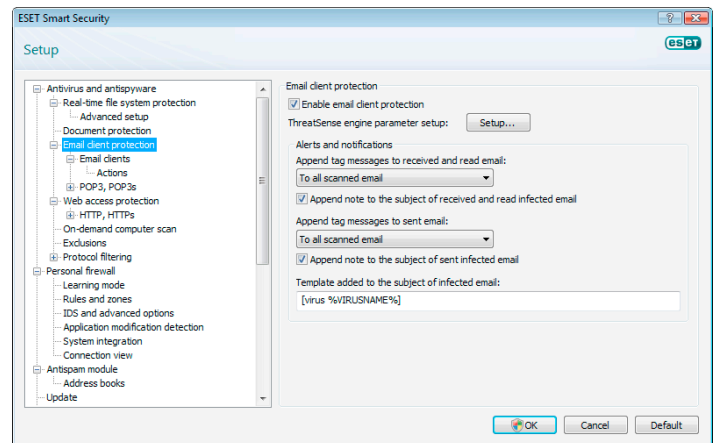 ESET Smart Security
Setup
eset
Antivirus and antispyware
Real-time file system protection
Advanced setup
Document protection
Email client protection
Email clients
Actions
POP3, POP3s
Web access protection
HTTP, HTTPs
On-demand computer scan
Exclusions
Protocol filtering
Personal firewall
Learning mode
Rules and zones
IDS and advanced options
Application modification detection
System integration
Connection view
Antispam module
Address books
Update
Email client protection
Enable email client protection
ThreatSense engine parameter setup: Setup...
Alerts and notifications
Append tag messages to received and read email:
To all scanned email
Append note to the subject of received and read infected email
Append tag messages to sent email:
To all scanned email
Append note to the subject of sent infected email
Template added to the subject of infected email:
[virus %VIRUSNAME%]
OK Cancel Default